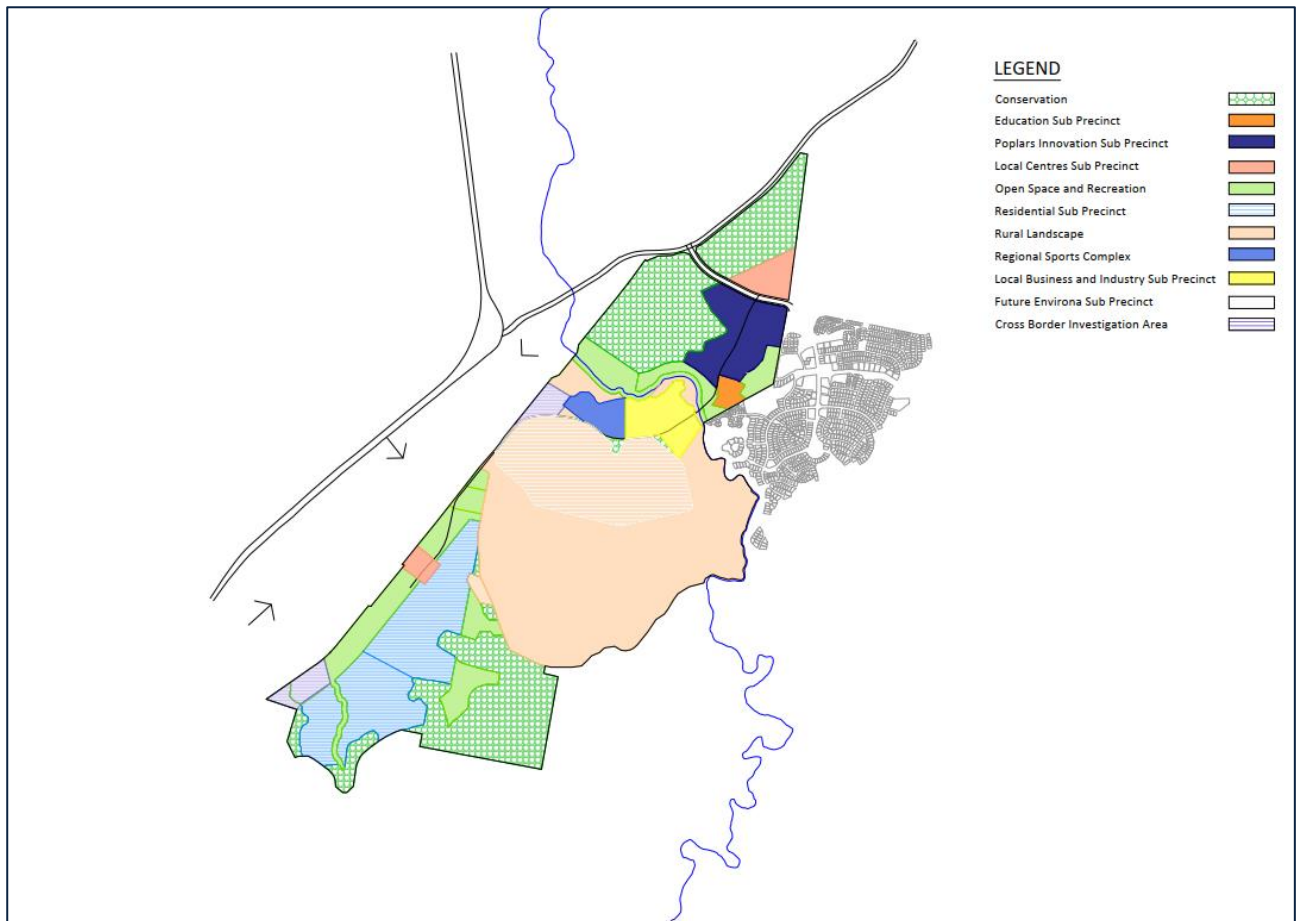 LEGEND
Conservation
Education Sub Precinct
Poplars Innovation Sub Precinct
Local Centres Sub Precinct
Open Space and Recreation
Residential Sub Precinct
Rural Landscape
Regional Sports Complex
Local Business and Industry Sub Precinct
Future Environa Sub Precinct
Cross Border Investigation Area